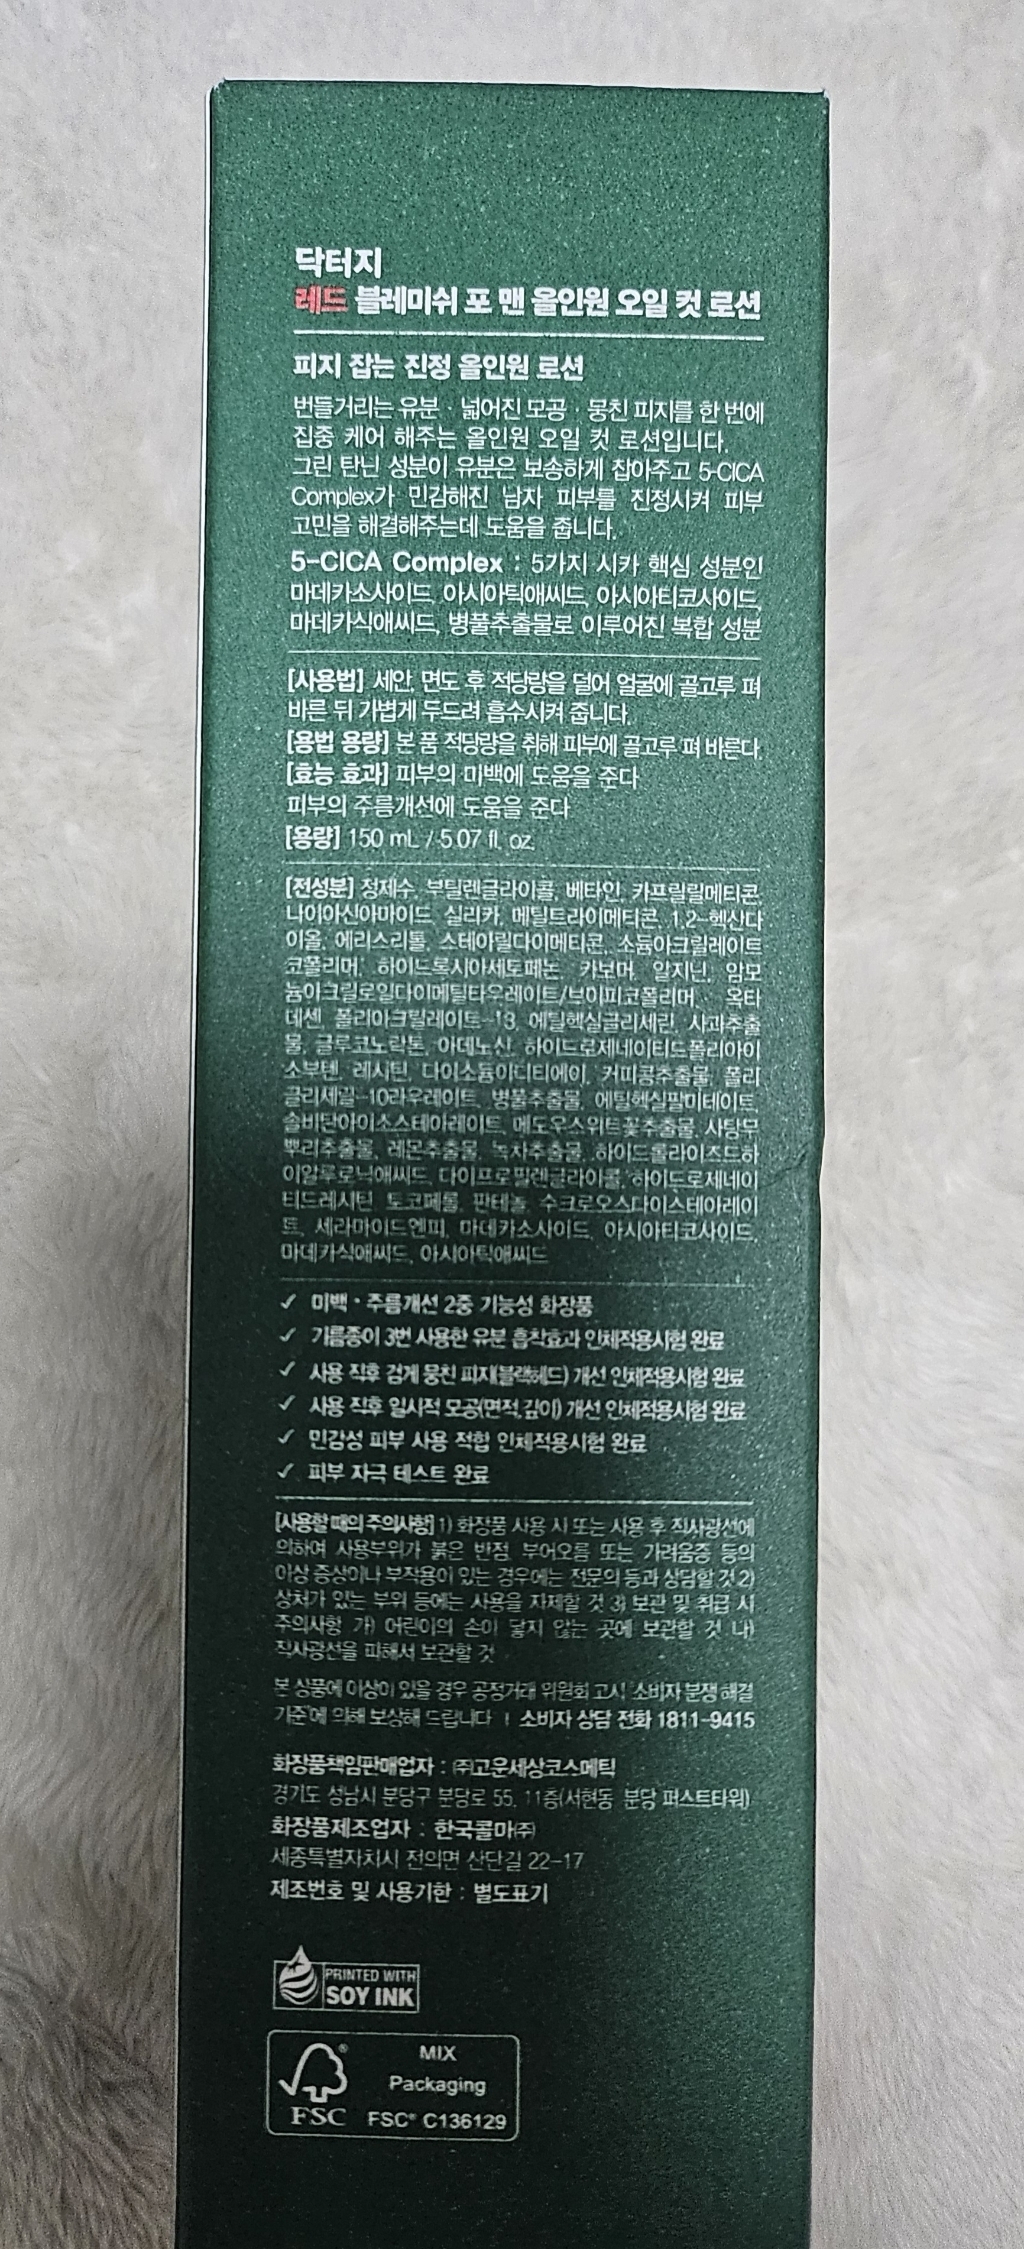 닥터지
레드 블레미쉬 포 맨 올인원 오일 컷 로션
피지 잡는 진정 올인원 로션
번들거리는 유분 · 넓어진 모공 · 뭉친 피지를 한 번에
집중 케어 해주는 올인원 오일 컷 로션입니다.
그린 탄닌 성분이 유분은 보송하게 잡아주고 5-CICA
Complex가 민감해진 남자 피부를 진정시켜 피부
고민을 해결해주는데 도움을 줍니다.
5-CICA Complex : 5가지 시카 핵심 성분인
마데카소사이드, 아시아틱애씨드, 아시아티코사이드,
마데카식애씨드, 병풀추출물로 이루어진 복합 성분
[사용법] 세안, 면도 후 적당량을 덜어 얼굴에 골고루 펴
바른 뒤 가볍게 두드려 흡수시켜 줍니다.
[용법 용량] 본 품 적당량을 취해 피부에 골고루 펴 바른다.
[효능 효과] 피부의 미백에 도움을 준다
피부의 주름개선에 도움을 준다
[용량] 150 mL / 5.07 fl. oz.
[전성분] 정제수, 부틸렌글라이콜, 베타인, 카프릴릴메티콘,
나이아신아마이드, 실리카, 메틸트라이메티콘, 1,2-헥산다
이올, 에리스리톨, 스테아릴다이메티콘, 소듐아크릴레이트
코폴리머, 하이드록시아세토페논, 카보머, 알지닌, 암모
늄아크릴로일다이메틸타우레이트/브이피코폴리머, 옥타
데센, 폴리아크릴레이트-13, 에틸헥실글리세린, 사과추출
물, 글루코노락톤, 아데노신, 하이드로제네이티드폴리아이
소부텐, 레시틴, 다이소듐이디티에이, 커피콩추출물, 폴리
글리세릴-10라우레이트, 병풀추출물, 에틸헥실팔미테이트,
솔비탄아이소스테아레이트, 메도우스위트꽃추출물, 사탕무
뿌리추출물, 레몬추출물, 녹차추출물, 하이드롤라이즈드하
이알루로닉애씨드, 다이프로필렌글라이콜, 하이드로제네이
티드레시틴, 토코페롤, 판테놀, 수크로오스다이스테아레이
트, 세라마이드엔피, 마데카소사이드, 아시아티코사이드,
마데카식애씨드, 아시아틱애씨드
✓ 미백 · 주름개선 2중 기능성 화장품
✓ 기름종이 3번 사용한 유분 흡착효과 인체적용시험 완료
✓ 사용 직후 검게 뭉친 피지(블랙헤드) 개선 인체적용시험 완료
✓ 사용 직후 일시적 모공(면적,깊이) 개선 인체적용시험 완료
✓ 민감성 피부 사용 적합 인체적용시험 완료
✓ 피부 자극 테스트 완료
[사용할 때의 주의사항] 1) 화장품 사용 시 또는 사용 후 직사광선에
의하여 사용부위가 붉은 반점, 부어오름 또는 가려움증 등의
이상 증상이나 부작용이 있는 경우에는 전문의 등과 상담할 것 2)
상처가 있는 부위 등에는 사용을 자제할 것 3) 보관 및 취급 시
주의사항 가) 어린이의 손이 닿지 않는 곳에 보관할 것 나)
직사광선을 피해서 보관할 것
본 상품에 이상이 있을 경우 공정거래 위원회 고시 소비자 분쟁 해결
기준에 의해 보상해 드립니다 | 소비자 상담 전화 1811-9415
화장품책임판매업자 : ㈜고운세상코스메틱
경기도 성남시 분당구 분당로 55, 11층(서현동, 분당 퍼스트타워)
화장품제조업자 : 한국콜마㈜
세종특별자치시 전의면 산단길 22-17
제조번호 및 사용기한 : 별도표기
PRINTED WITH
SOY INK
MIX
Packaging
FSC FSC® C136129